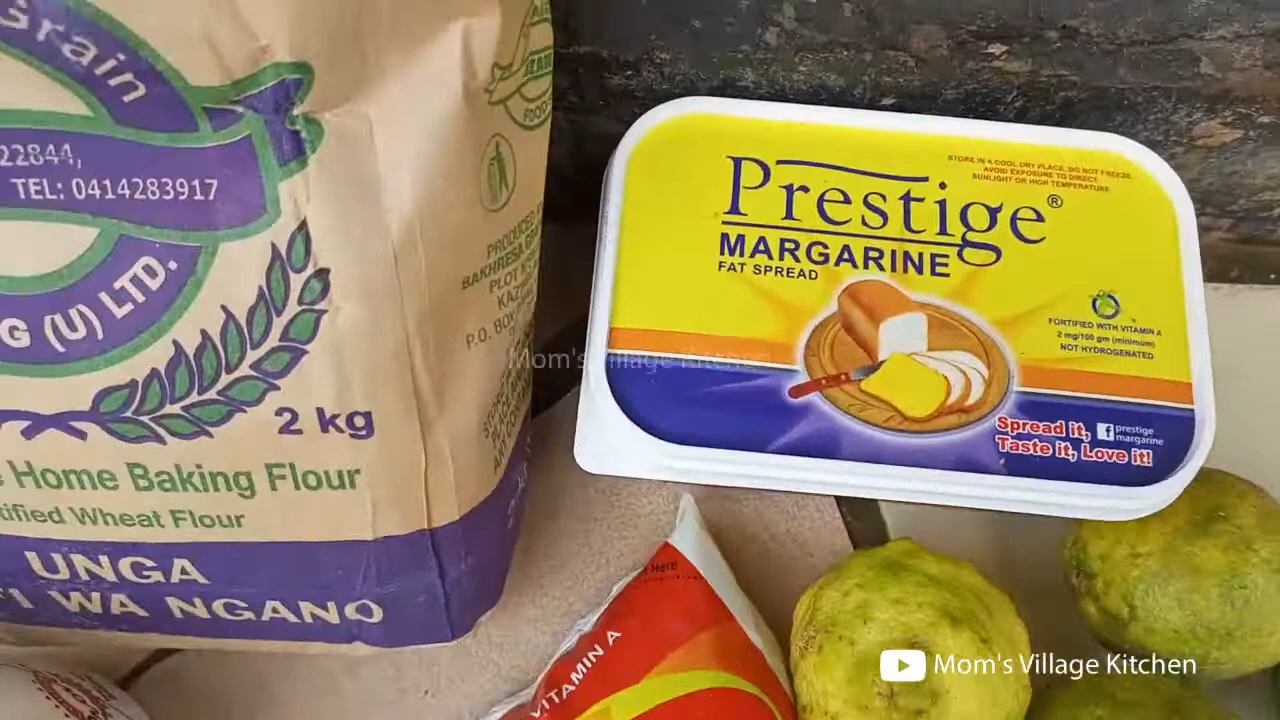 Grain
22844,
TEL: 0414283917
G (U) LTD.
2 kg
Home Baking Flour
tified Wheat Flour
UNGA
WA NGANO
FOOD
PRODUCED
BAKHRESA
PLOT
P.O. BOX
Prestige®
MARGARINE
FAT SPREAD
STORE IN A COOL DRY PLACE, DO NOT FREEZE.
AVOID EXPOSURE TO DIRECT
SUNLIGHT OR HIGH TEMPERATURE
FORTIFIED WITH VITAMIN A
2 mg/100 gm (minimum)
NOT HYDROGENATED
Spread it,
Taste it, Love it!
f prestige
margarine
Mom's Village Kitchen
Here
VITAMIN A
Mom's Village Kitchen